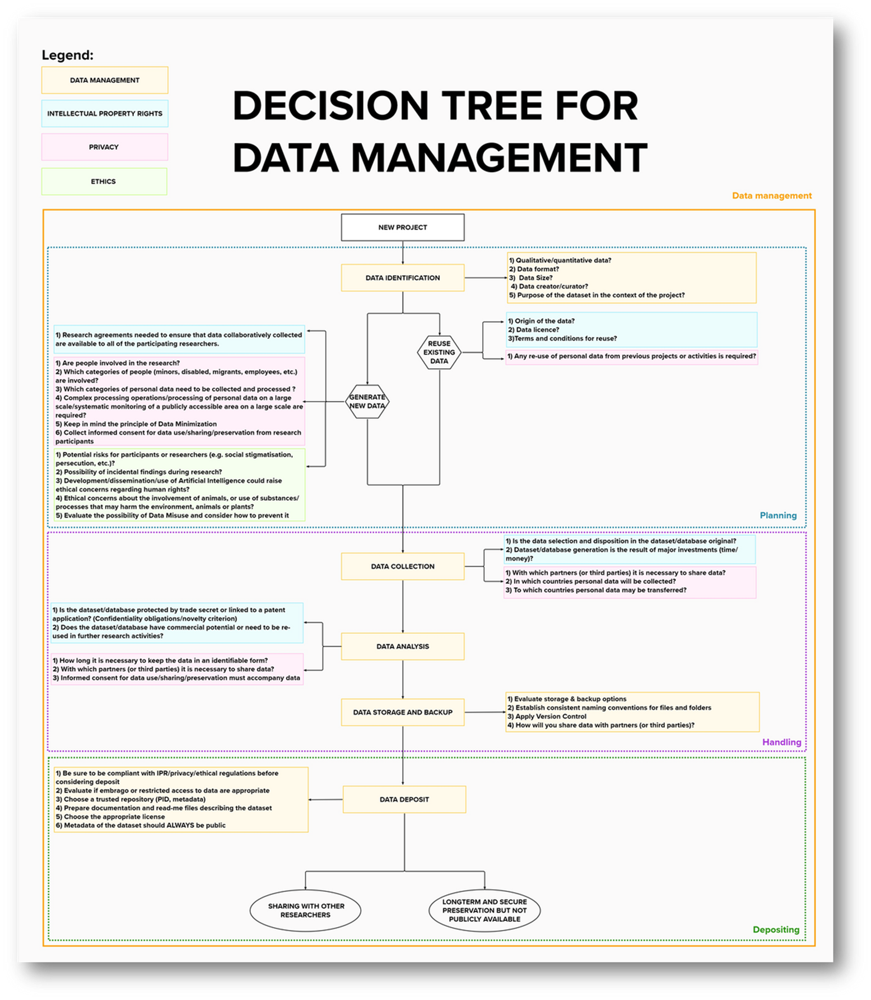 Legend:
DATA MANAGEMENT
INTELLECTUAL PROPERTY RIGHTS
PRIVACY
ETHICS
DECISION TREE FOR
DATA MANAGEMENT
Data management
NEW PROJECT
DATA IDENTIFICATION
1) Qualitative/quantitative data?
2) Data format?
3) Data Size?
4) Data creator/curator?
5) Purpose of the dataset in the context of the project?
REUSE
EXISTING
DATA
1) Origin of the data?
2) Data licence?
3)Terms and conditions for reuse?
1) Any re-use of personal data from previous projects or activities is required?
1) Research agreements needed to ensure that data collaboratively collected
are available to all of the participating researchers.
1) Are people involved in the research?
2) Which categories of people (minors, disabled, migrants, employees, etc.)
are involved?
3) Which categories of personal data need to be collected and processed ?
4) Complex processing operations/processing of personal data on a large
scale/systematic monitoring of a publicly accessible area on a large scale are
required?
5) Keep in mind the principle of Data Minimization
6) Collect informed consent for data use/sharing/preservation from research
participants
GENERATE
NEW DATA
1) Potential risks for participants or researchers (e.g. social stigmatisation,
persecution, etc.)?
2) Possibility of incidental findings during research?
3) Development/dissemination/use of Artificial Intelligence could raise
ethical concerns regarding human rights?
4) Ethical concerns about the involvement of animals, or use of substances/
processes that may harm the environment, animals or plants?
5) Evaluate the possibility of Data Misuse and consider how to prevent it
Planning
DATA COLLECTION
1) Is the data selection and disposition in the dataset/database original?
2) Dataset/database generation is the result of major investments (time/
money)?
1) With which partners (or third parties) it is necessary to share data?
2) In which countries personal data will be collected?
3) To which countries personal data may be transferred?
1) Is the dataset/database protected by trade secret or linked to a patent
application? (Confidentiality obligations/novelty criterion)
2) Does the dataset/database have commercial potential or need to be re-
used in further research activities?
DATA ANALYSIS
1) How long it is necessary to keep the data in an identifiable form?
2) With which partners (or third parties) it is necessary to share data?
3) Informed consent for data use/sharing/preservation must accompany data
DATA STORAGE AND BACKUP
1) Evaluate storage & backup options
2) Establish consistent naming conventions for files and folders
3) Apply Version Control
4) How will you share data with partners (or third parties)?
Handling
1) Be sure to be compliant with IPR/privacy/ethical regulations before
considering deposit
2) Evaluate if embrago or restricted access to data are appropriate
3) Choose a trusted repository (PID, metadata)
4) Prepare documentation and read-me files describing the dataset
5) Choose the appropriate license
6) Metadata of the dataset should ALWAYS be public
DATA DEPOSIT
SHARING WITH OTHER
RESEARCHERS
LONGTERM AND SECURE
PRESERVATION BUT NOT
PUBLICLY AVAILABLE
Depositing